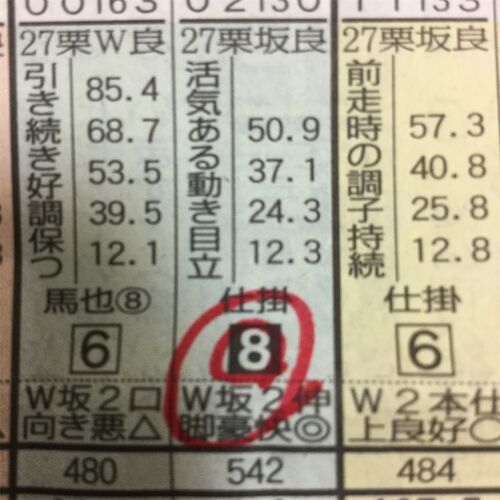 27栗W良
引き続き好調保つ
85.4
68.7
53.5
39.5
12.1
馬也⑧
6
W坂2口
向き悪△
480
27栗坂良
活気ある動き目立
50.9
37.1
24.3
12.3
仕掛
8
W坂2伸
脚豪快◎
542
27栗坂良
前走時の調子持続
57.3
40.8
25.8
12.8
仕掛
6
W2本仕
上良好○
484